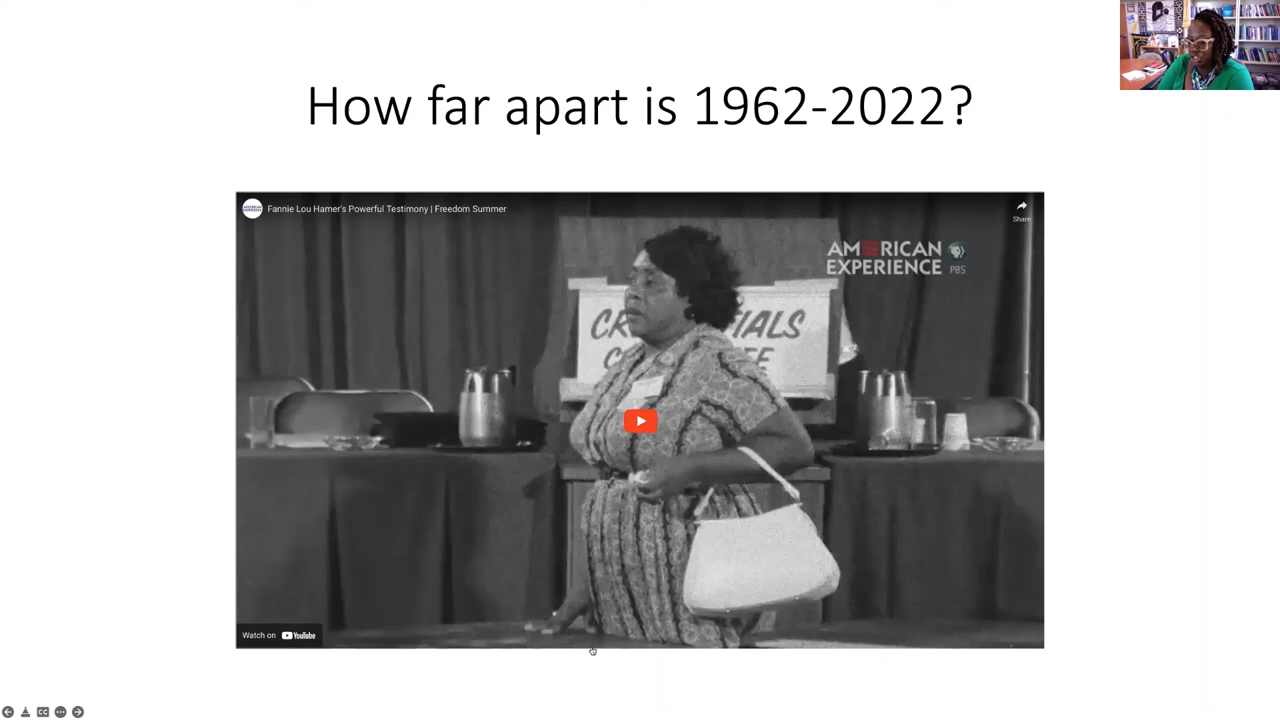 How far apart is 1962-2022?
Fannie Lou Hamer's Powerful Testimony | Freedom Summer
Share
AMERICAN
EXPERIENCE
PBS
Watch on YouTube
CC